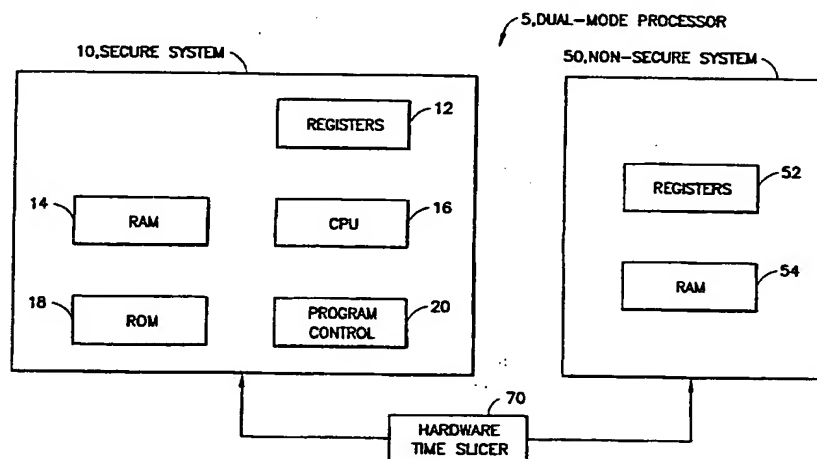 5,DUAL-MODE PROCESSOR
10,SECURE SYSTEM
50,NON-SECURE SYSTEM
12
REGISTERS
52
REGISTERS
14
RAM
16
CPU
54
RAM
18
ROM
20
PROGRAM
CONTROL
70
HARDWARE
TIME SLICER